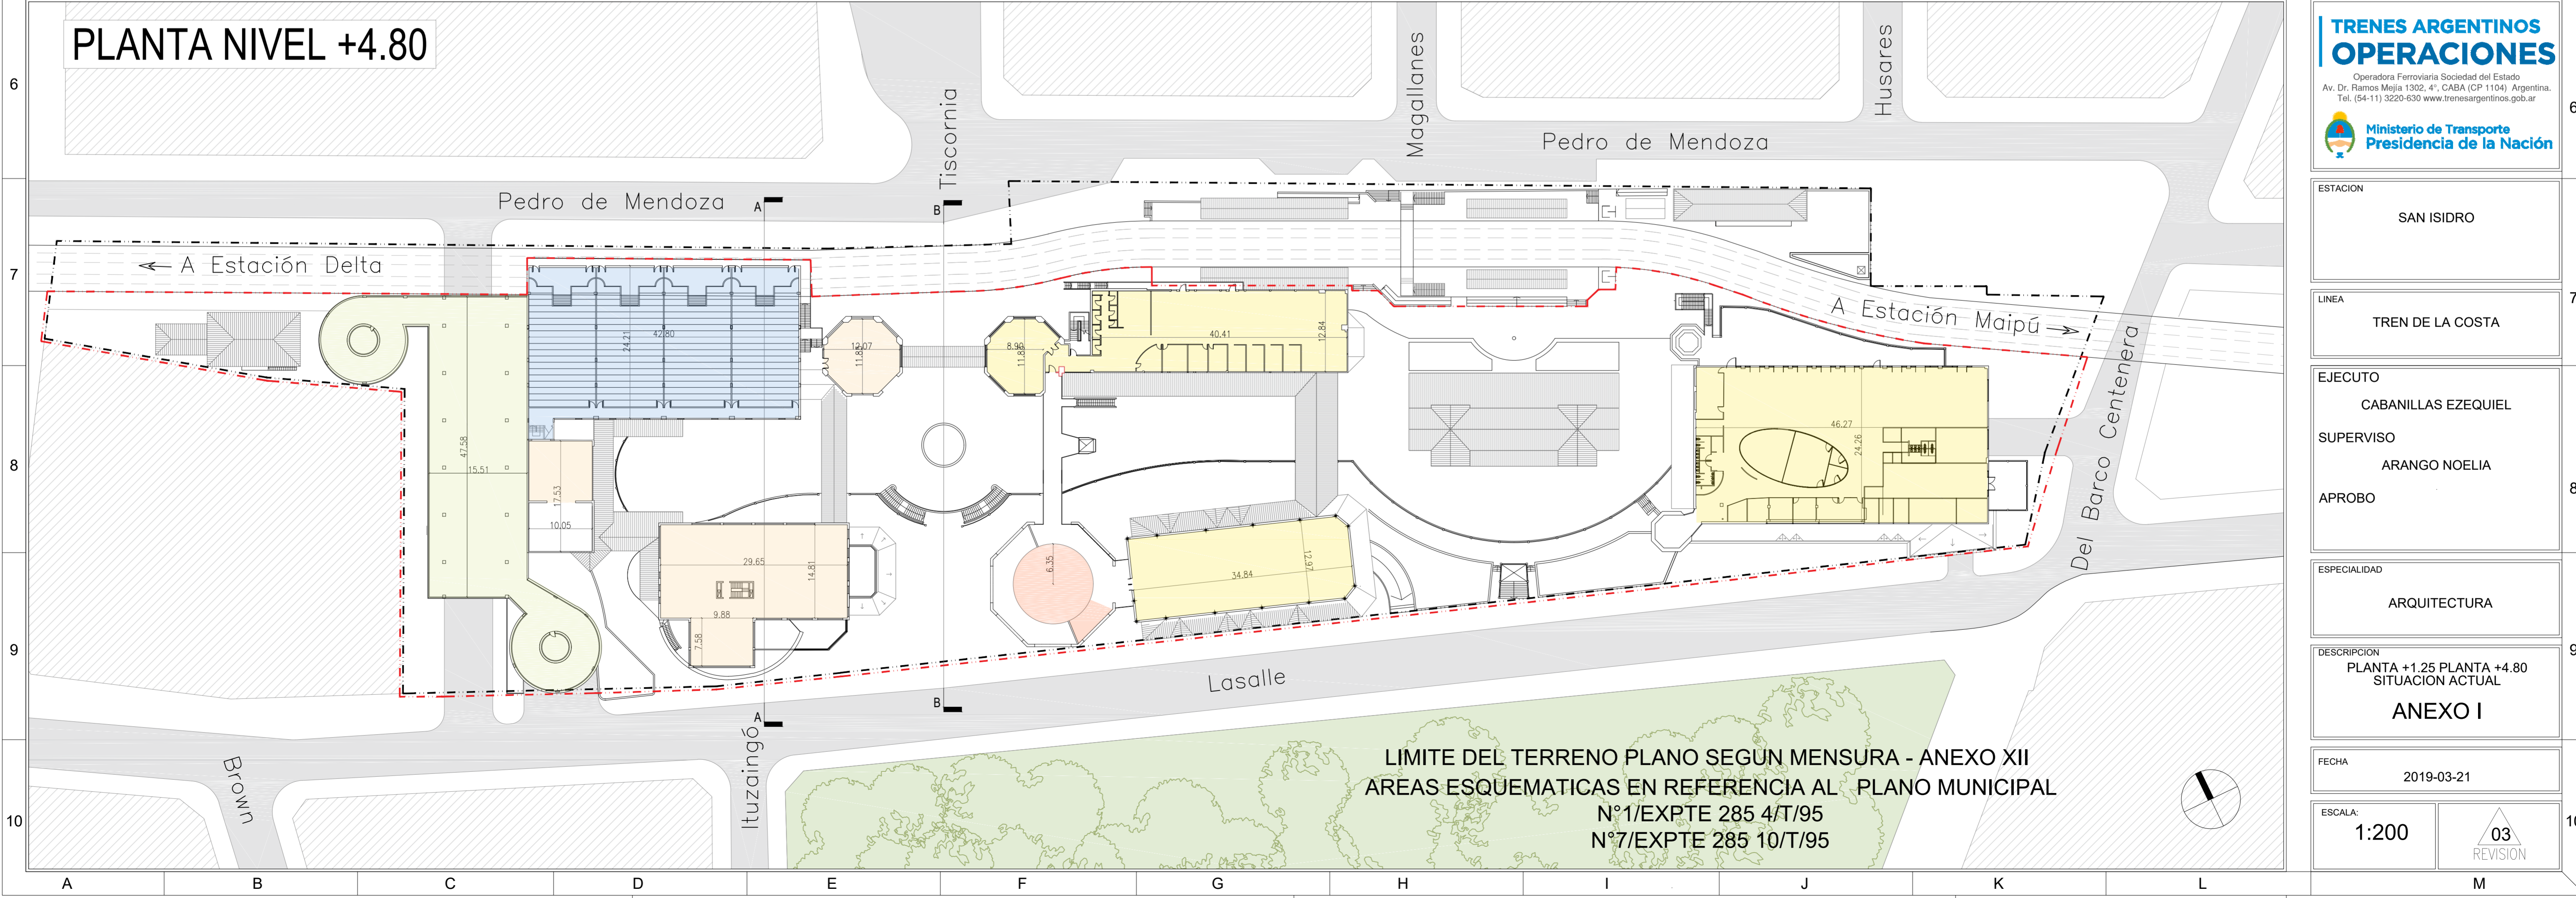 PLANTA NIVEL +4.80
Tiscornia
Magallanes
Husares
Pedro de Mendoza
Pedro de Mendoza
A
B
← A Estación Delta
A Estación Maipú →
Del Barco Centenera
24.21
42.80
12.07
11.85
8.90
11.85
40.41
12.84
47.58
15.51
17.53
10.05
46.27
24.26
29.65
14.81
9.88
7.58
6.35
34.84
12.97
Lasalle
B
A
Ituzaingó
Brown
LIMITE DEL TERRENO PLANO SEGUN MENSURA - ANEXO XII
AREAS ESQUEMATICAS EN REFERENCIA AL PLANO MUNICIPAL
N°1/EXPTE 285 4/T/95
N°7/EXPTE 285 10/T/95
6
7
8
9
10
A B C D E F G H I J K L M
TRENES ARGENTINOS
OPERACIONES
Operadora Ferroviaria Sociedad del Estado
Av. Dr. Ramos Mejía 1302, 4°, CABA (CP 1104) Argentina.
Tel. (54-11) 3220-630 www.trenesargentinos.gob.ar
Ministerio de Transporte
Presidencia de la Nación
ESTACION
SAN ISIDRO
LINEA
TREN DE LA COSTA
EJECUTO
CABANILLAS EZEQUIEL
SUPERVISO
ARANGO NOELIA
APROBO
ESPECIALIDAD
ARQUITECTURA
DESCRIPCION
PLANTA +1.25 PLANTA +4.80
SITUACION ACTUAL
ANEXO I
FECHA
2019-03-21
ESCALA:
1:200
03
REVISION
6
7
8
9
10